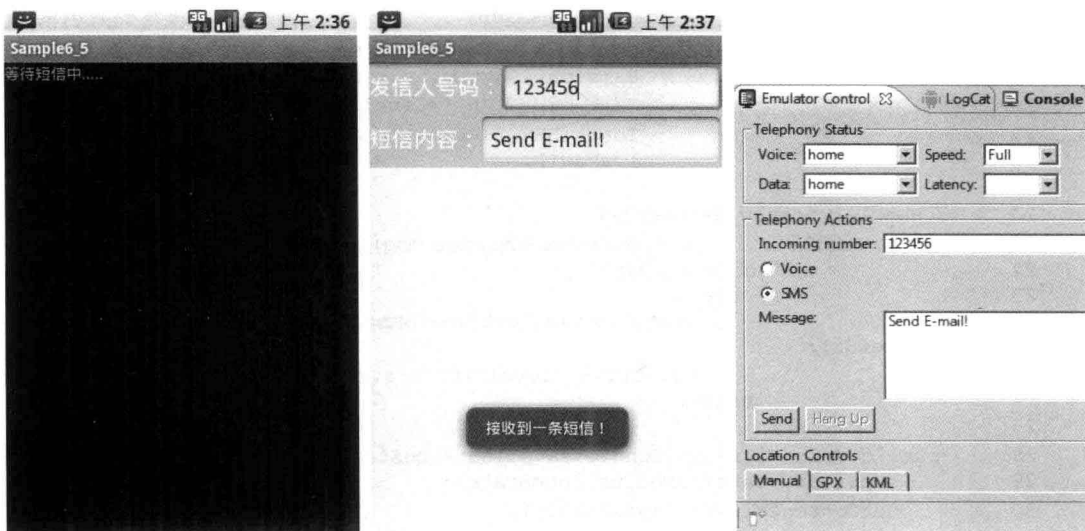 3G 上午 2:36
Sample6_5
等待短信中.....
3G 上午 2:37
Sample6_5
发信人号码： 123456
短信内容： Send E-mail!
接收到一条短信！
Emulator Control LogCat Console
Telephony Status
Voice: home Speed: Full
Data: home Latency:
Telephony Actions
Incoming number: 123456
Voice
SMS
Message: Send E-mail!
Send Hang Up
Location Controls
Manual GPX KML